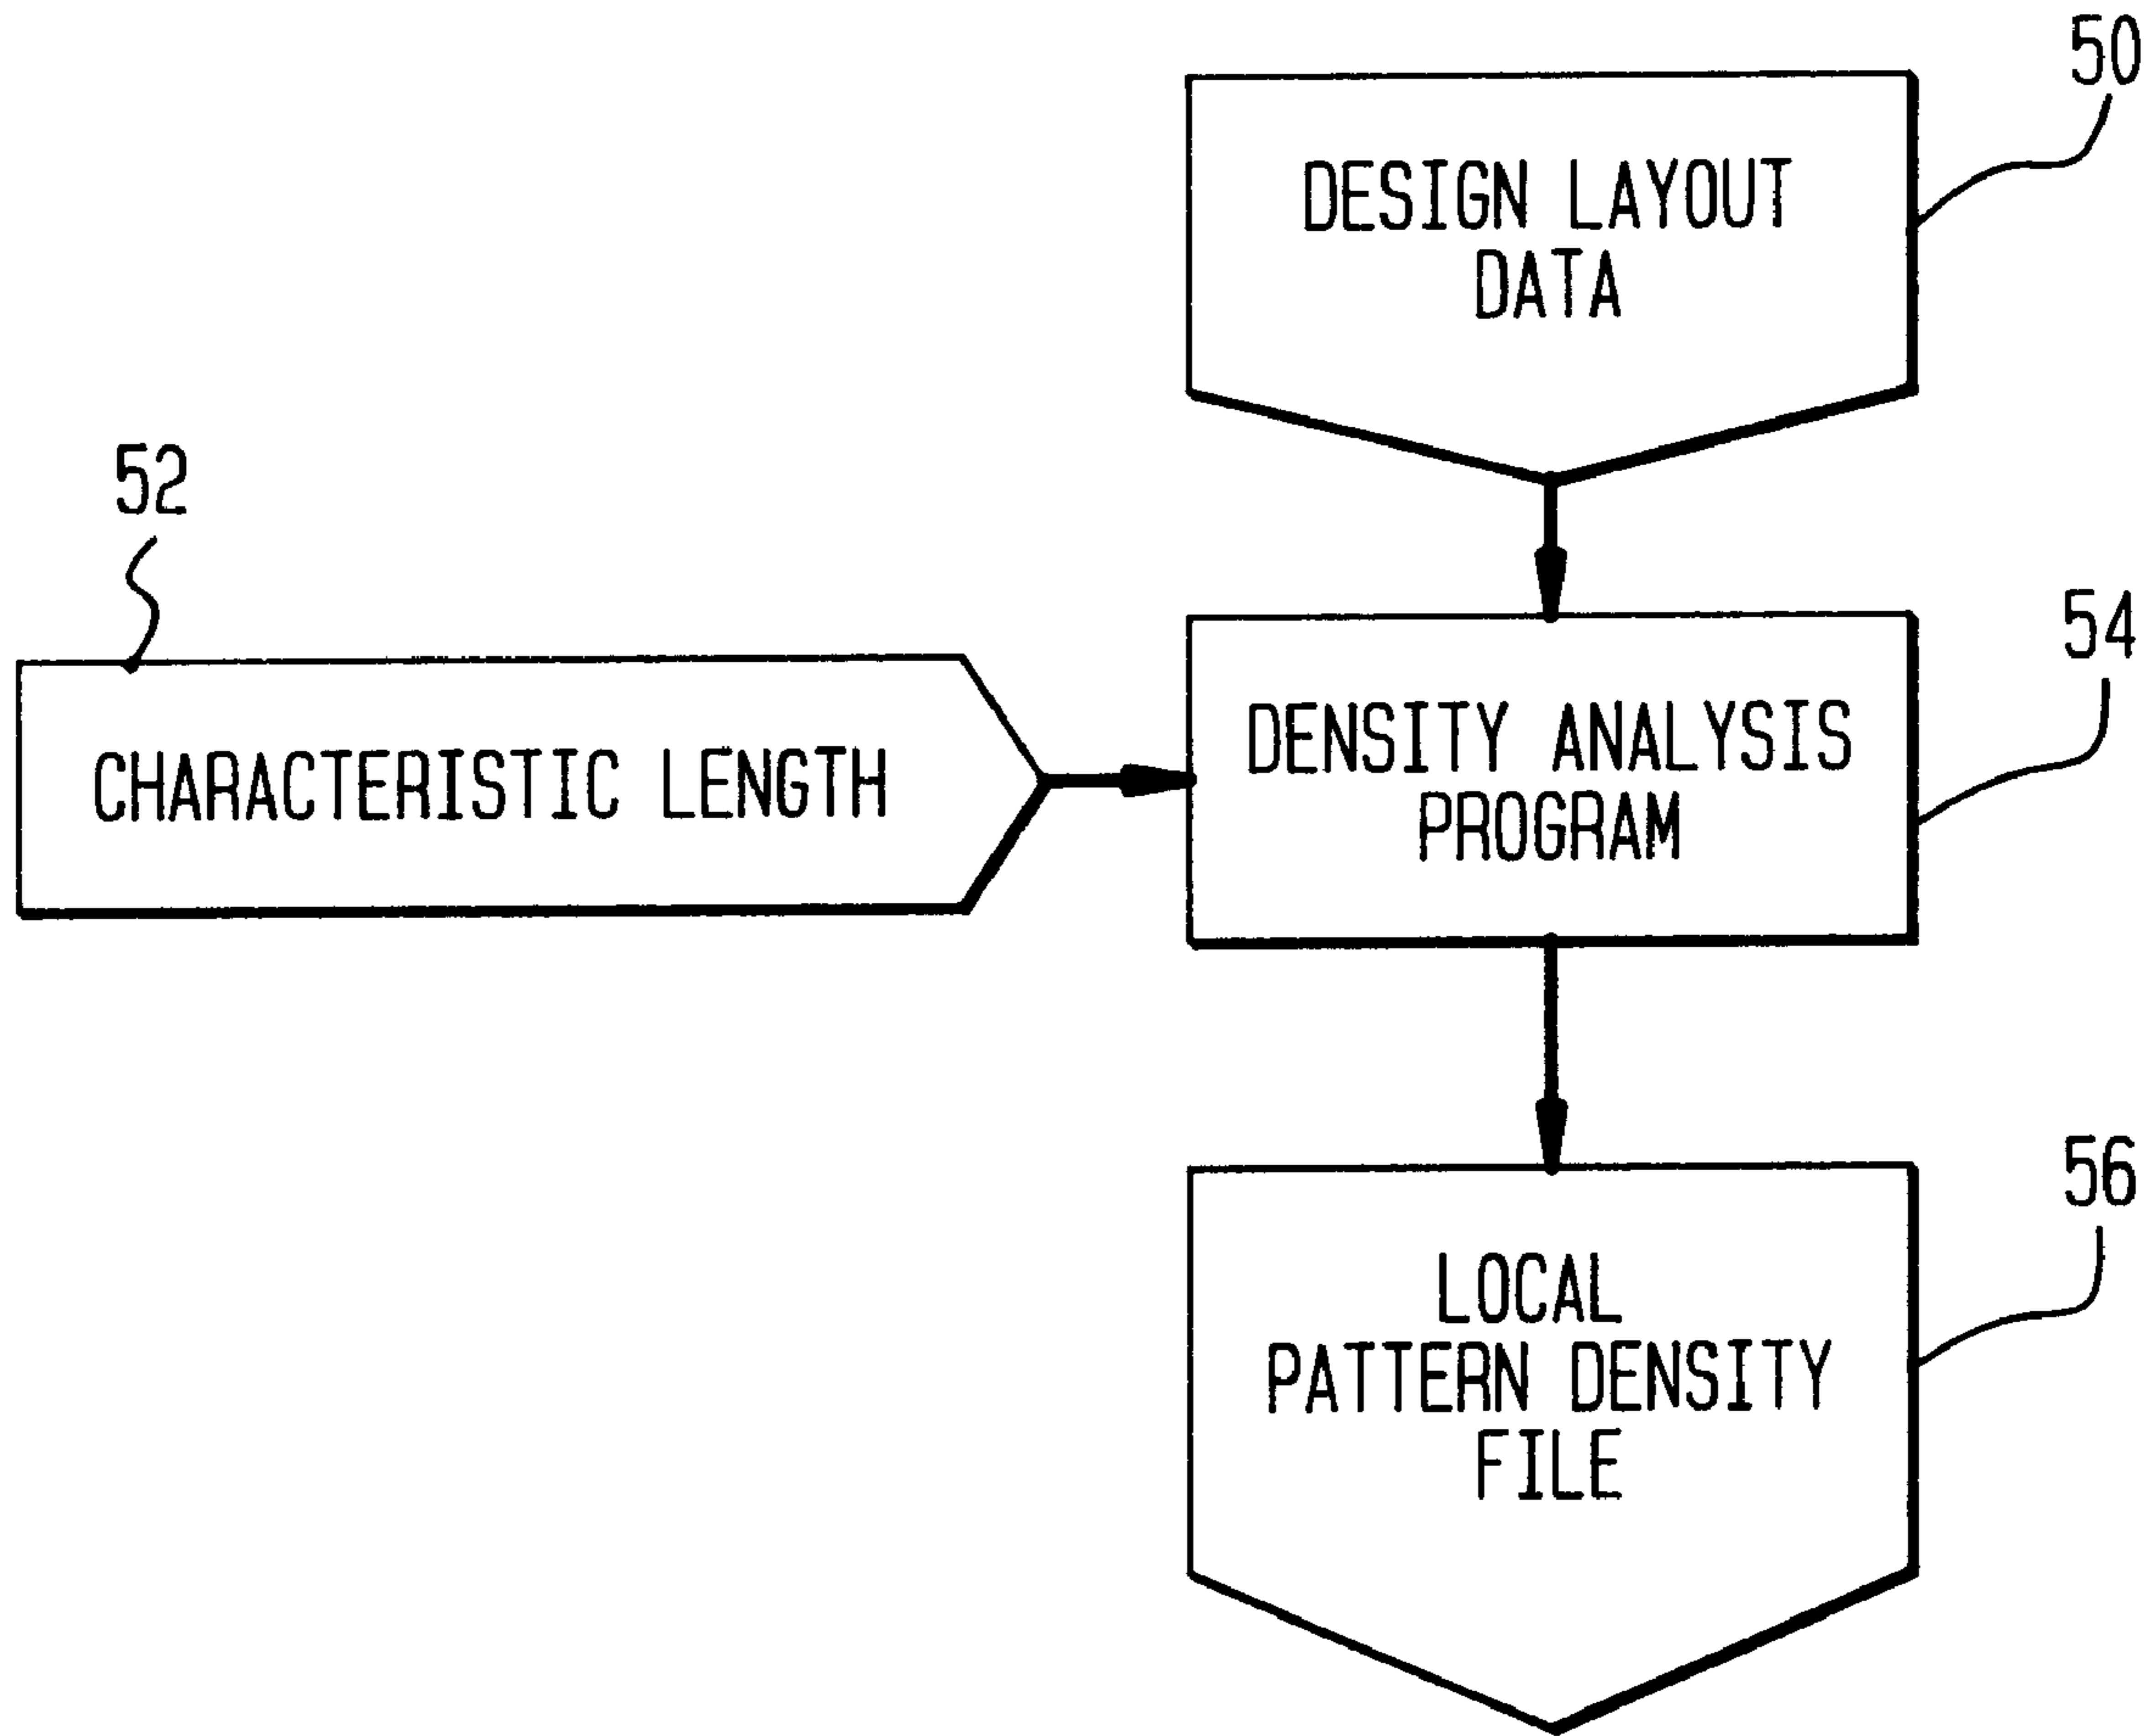 50
DESIGN LAYOUT
DATA
52
CHARACTERISTIC LENGTH
54
DENSITY ANALYSIS
PROGRAM
56
LOCAL
PATTERN DENSITY
FILE